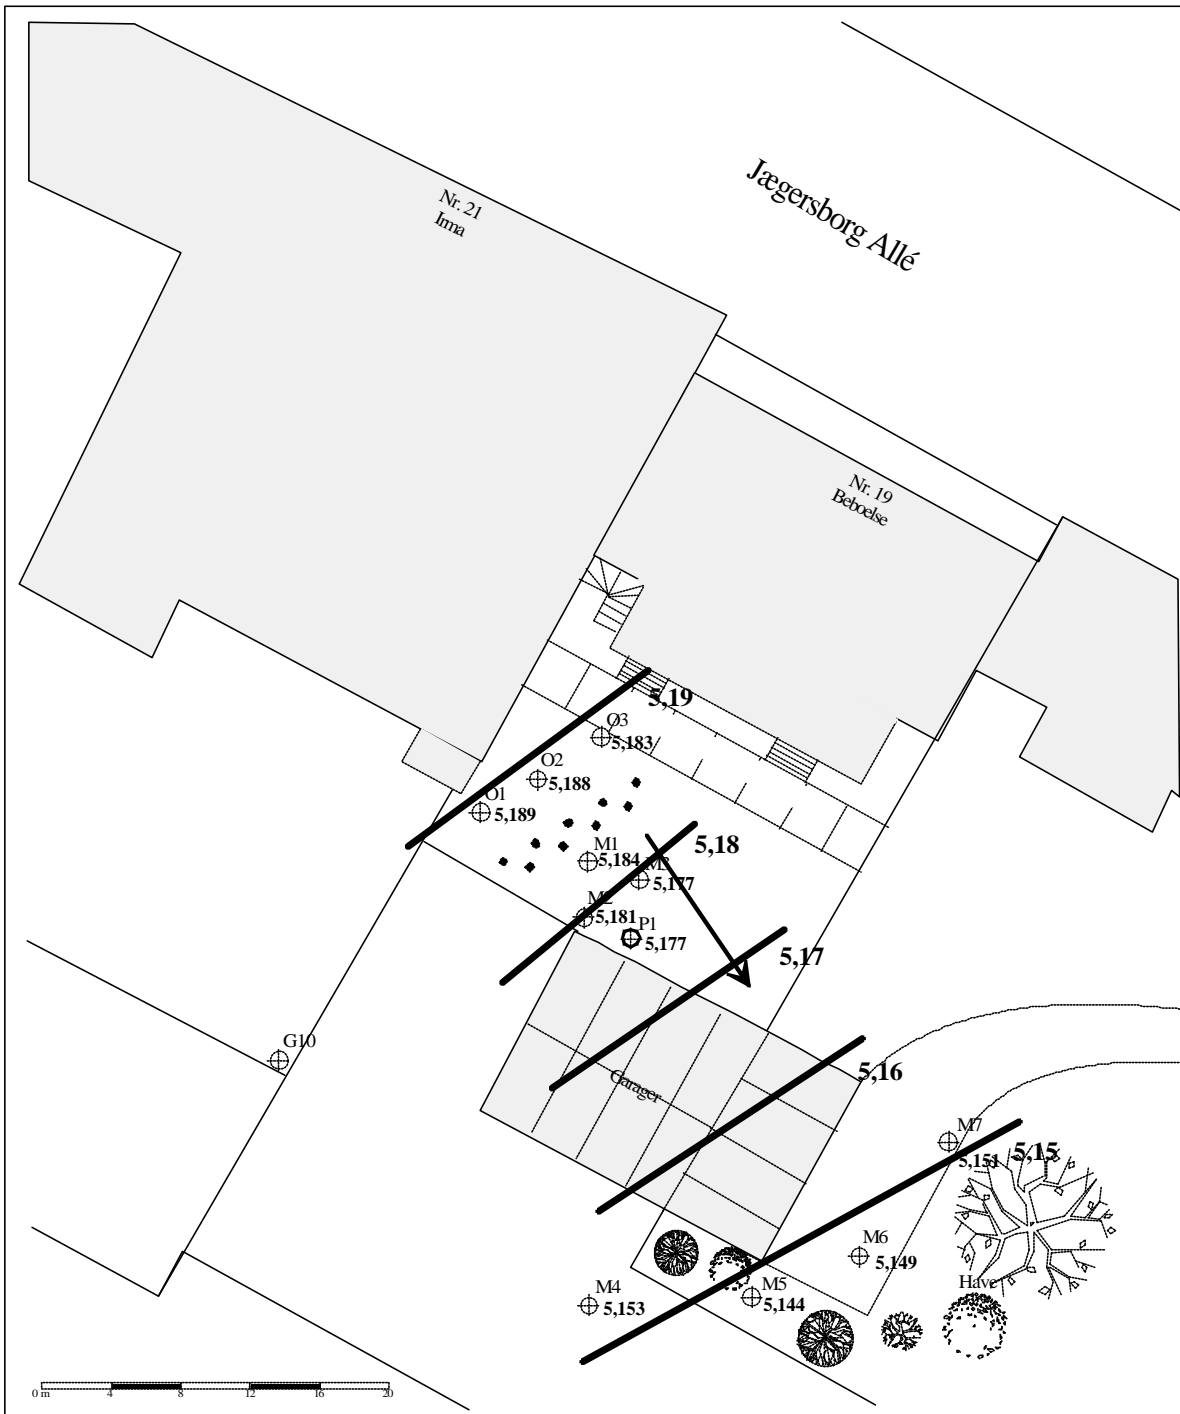 Jægersborg Allé
Nr. 21
Irma
Nr. 19
Beboelse
5,19
O3
5,183
O2
5,188
O1
5,189
5,18
M1
5,184
M3
5,177
M2
5,181
P1
5,177
5,17
G10
5,16
Garager
M7
5,151
5,15
M6
5,149
Have
M5
5,144
M4
5,153
0 m 4 8 12 16 20